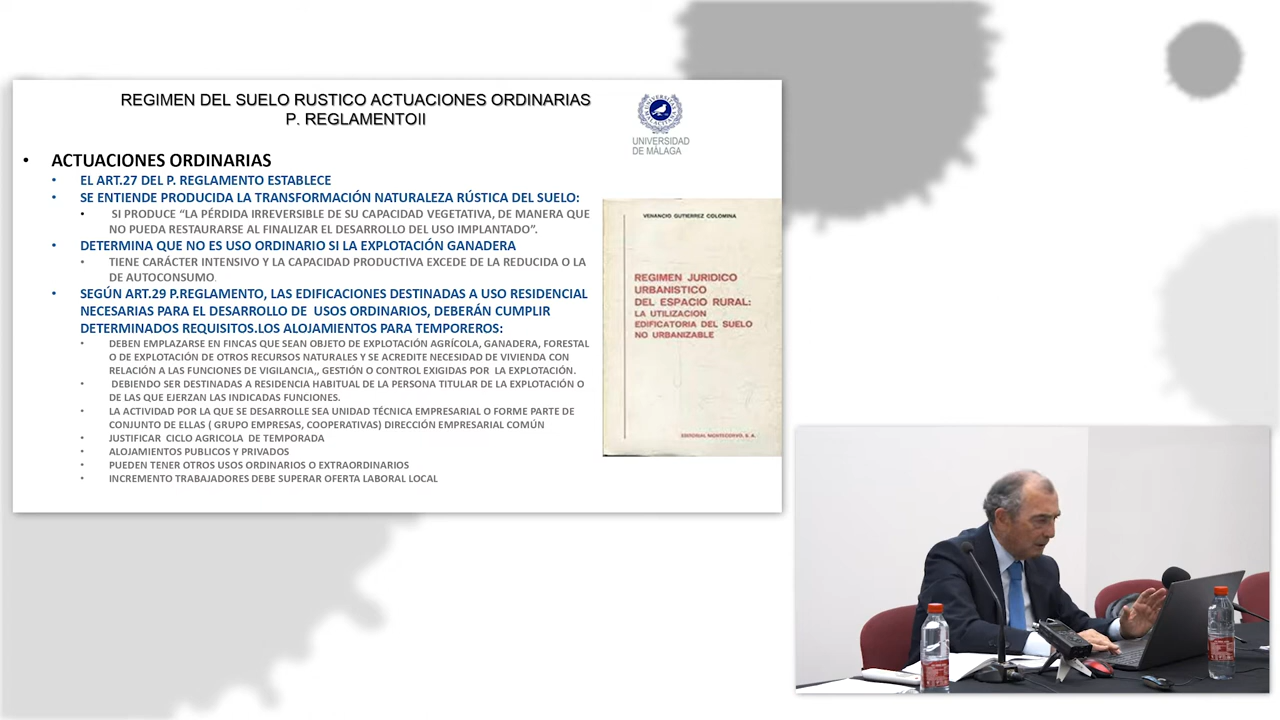 REGIMEN DEL SUELO RUSTICO ACTUACIONES ORDINARIAS
P. REGLAMENTOII
UNIVERSIDAD
DE MÁLAGA
• ACTUACIONES ORDINARIAS
• EL ART.27 DEL P. REGLAMENTO ESTABLECE
• SE ENTIENDE PRODUCIDA LA TRANSFORMACIÓN NATURALEZA RÚSTICA DEL SUELO:
• SI PRODUCE “LA PÉRDIDA IRREVERSIBLE DE SU CAPACIDAD VEGETATIVA, DE MANERA QUE
NO PUEDA RESTAURARSE AL FINALIZAR EL DESARROLLO DEL USO IMPLANTADO”.
• DETERMINA QUE NO ES USO ORDINARIO SI LA EXPLOTACIÓN GANADERA
• TIENE CARÁCTER INTENSIVO Y LA CAPACIDAD PRODUCTIVA EXCEDE DE LA REDUCIDA O LA
DE AUTOCONSUMO.
• SEGÚN ART.29 P.REGLAMENTO, LAS EDIFICACIONES DESTINADAS A USO RESIDENCIAL
NECESARIAS PARA EL DESARROLLO DE USOS ORDINARIOS, DEBERÁN CUMPLIR
DETERMINADOS REQUISITOS.LOS ALOJAMIENTOS PARA TEMPOREROS:
• DEBEN EMPLAZARSE EN FINCAS QUE SEAN OBJETO DE EXPLOTACIÓN AGRÍCOLA, GANADERA, FORESTAL
O DE EXPLOTACIÓN DE OTROS RECURSOS NATURALES Y SE ACREDITE NECESIDAD DE VIVIENDA CON
RELACIÓN A LAS FUNCIONES DE VIGILANCIA,, GESTIÓN O CONTROL EXIGIDAS POR LA EXPLOTACIÓN.
• DEBIENDO SER DESTINADAS A RESIDENCIA HABITUAL DE LA PERSONA TITULAR DE LA EXPLOTACIÓN O
DE LAS QUE EJERZAN LAS INDICADAS FUNCIONES.
• LA ACTIVIDAD POR LA QUE SE DESARROLLE SEA UNIDAD TÉCNICA EMPRESARIAL O FORME PARTE DE
CONJUNTO DE ELLAS ( GRUPO EMPRESAS, COOPERATIVAS) DIRECCIÓN EMPRESARIAL COMÚN
• JUSTIFICAR CICLO AGRICOLA DE TEMPORADA
• ALOJAMIENTOS PUBLICOS Y PRIVADOS
• PUEDEN TENER OTROS USOS ORDINARIOS O EXTRAORDINARIOS
• INCREMENTO TRABAJADORES DEBE SUPERAR OFERTA LABORAL LOCAL
VENANCIO GUTIERREZ COLOMINA
REGIMEN JURIDICO
URBANISTICO
DEL ESPACIO RURAL:
LA UTILIZACION
EDIFICATORIA DEL SUELO
NO URBANIZABLE
EDITORIAL MONTECORVO, S. A.